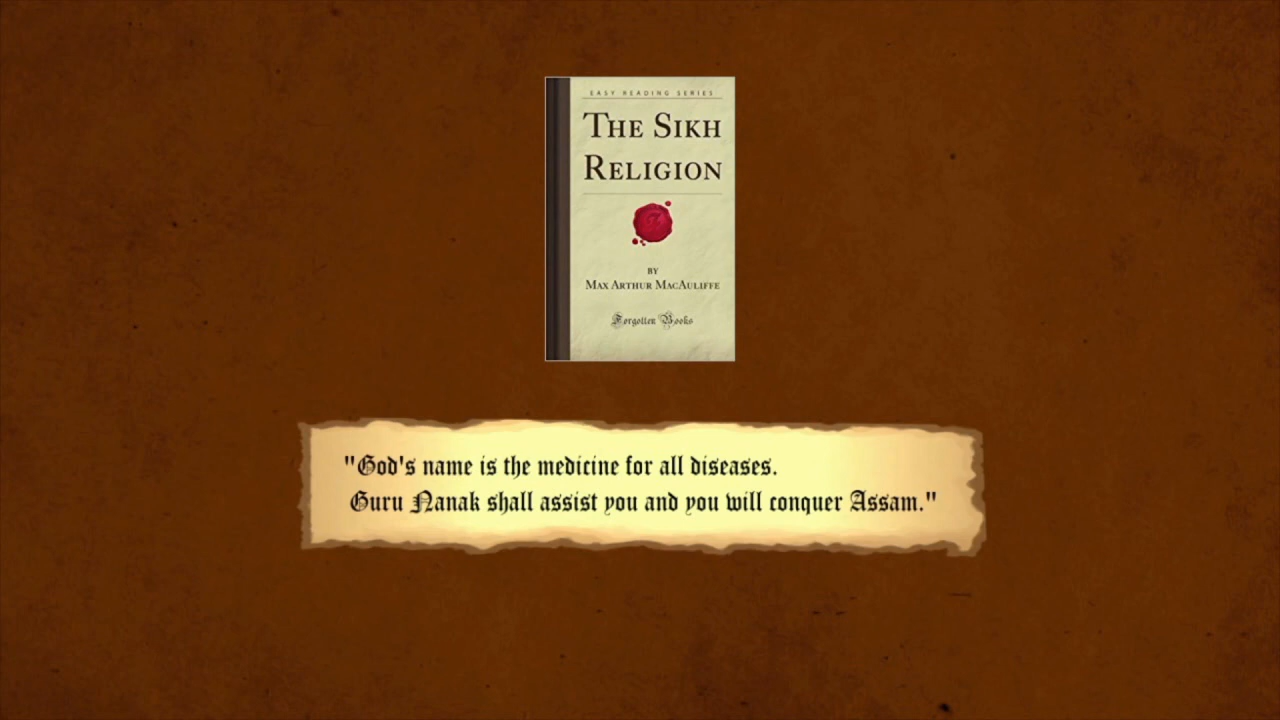 EASY READING SERIES
THE SIKH
RELIGION
BY
MAX ARTHUR MACAULIFFE
Forgotten Books
"God's name is the medicine for all diseases.
Guru Nanak shall assist you and you will conquer Assam."